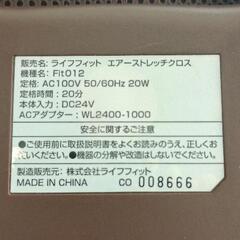 販売名: ライフフィット エアーストレッチクロス
機種名: Fit012
定格: AC100V 50/60Hz 20W
定格時間: 20分
本体入力: DC24V
ACアダプター: WL2400-1000
安全に関するご注意
●ご使用前に取扱説明書をよくお読みのうえ、正しくご使用ください。 ●機器の分解や改造はしないでください。
製造販売元: 株式会社ライフフィット
MADE IN CHINA CO 008666